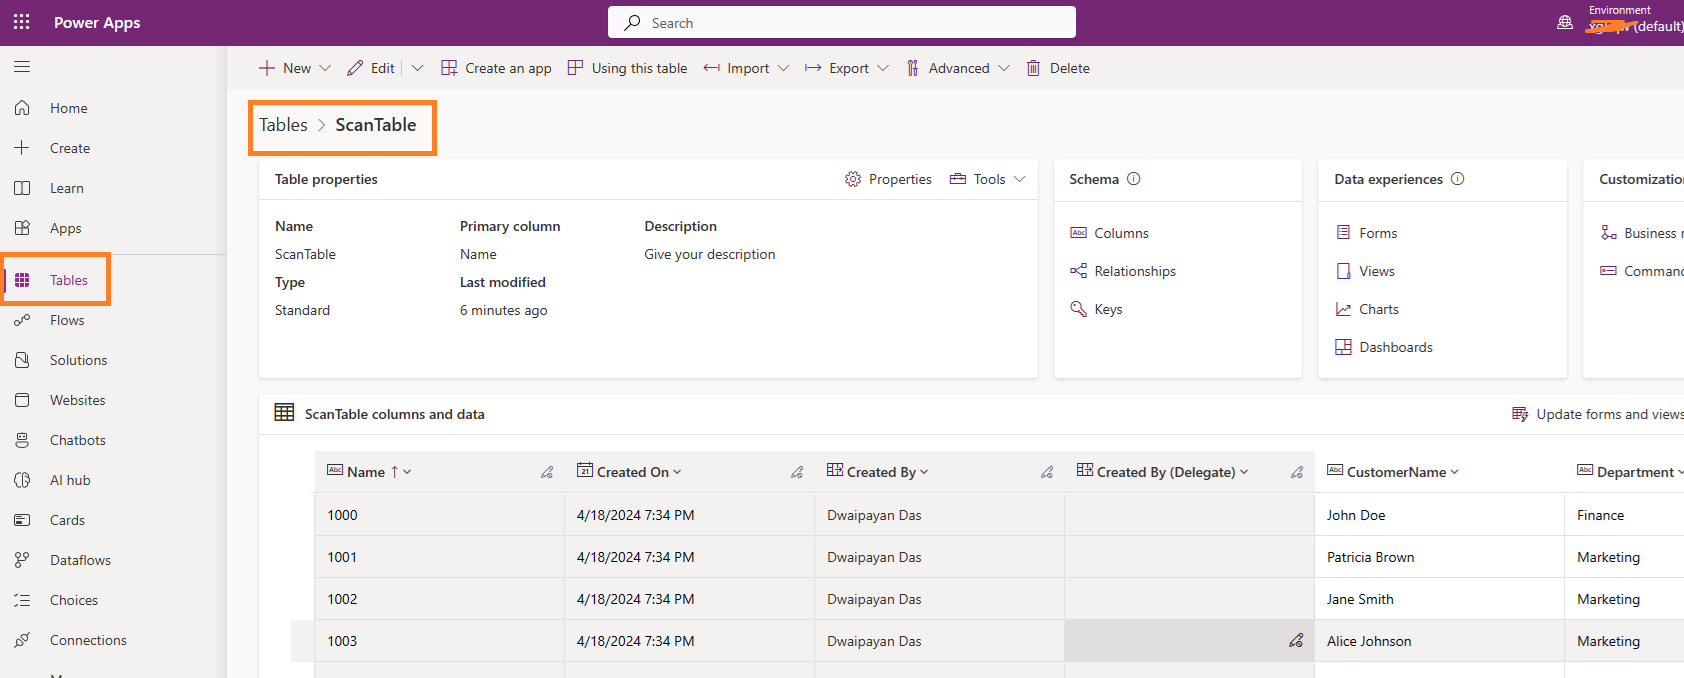 Power Apps
Search
Environment
(default)
New
Edit
Create an app
Using this table
Import
Export
Advanced
Delete
Home
Create
Learn
Apps
Tables
Flows
Solutions
Websites
Chatbots
AI hub
Cards
Dataflows
Choices
Connections
Tables > ScanTable
Table properties
Properties
Tools
Name
Primary column
Description
ScanTable
Name
Give your description
Type
Last modified
Standard
6 minutes ago
Schema
Columns
Relationships
Keys
Data experiences
Forms
Views
Charts
Dashboards
Customizatio
Business
Comman
ScanTable columns and data
Update forms and views
Name ↑ Created On Created By Created By (Delegate) CustomerName Department
1000 4/18/2024 7:34 PM Dwaipayan Das John Doe Finance
1001 4/18/2024 7:34 PM Dwaipayan Das Patricia Brown Marketing
1002 4/18/2024 7:34 PM Dwaipayan Das Jane Smith Marketing
1003 4/18/2024 7:34 PM Dwaipayan Das Alice Johnson Marketing